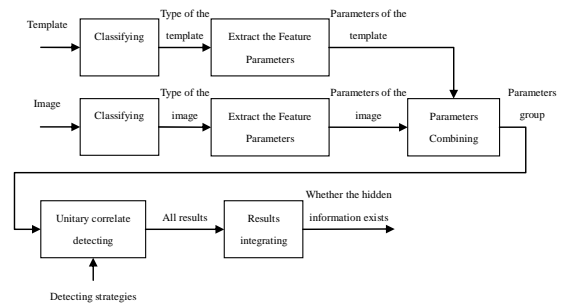 Template
Classifying
Type of the
template
Extract the Feature
Parameters
Parameters of the
template
Image
Classifying
Type of the
image
Extract the Feature
Parameters
Parameters of the
image
Parameters
Combining
Parameters
group
Unitary correlate
detecting
All results
Results
integrating
Whether the hidden
information exists
Detecting strategies